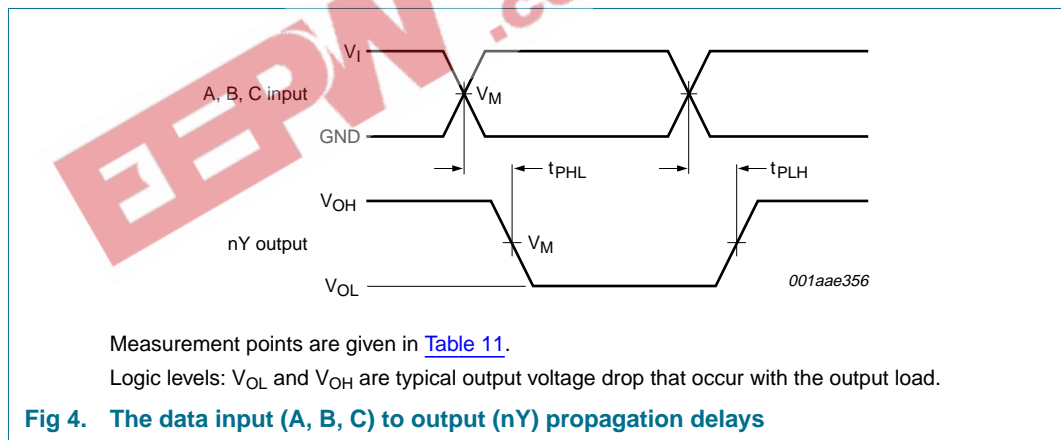 EEPW.
VI
A, B, C input
VM
GND
tPHL
tPLH
VOH
nY output
VM
VOL
001aae356
Measurement points are given in Table 11.
Logic levels: VOL and VOH are typical output voltage drop that occur with the output load.
Fig 4. The data input (A, B, C) to output (nY) propagation delays